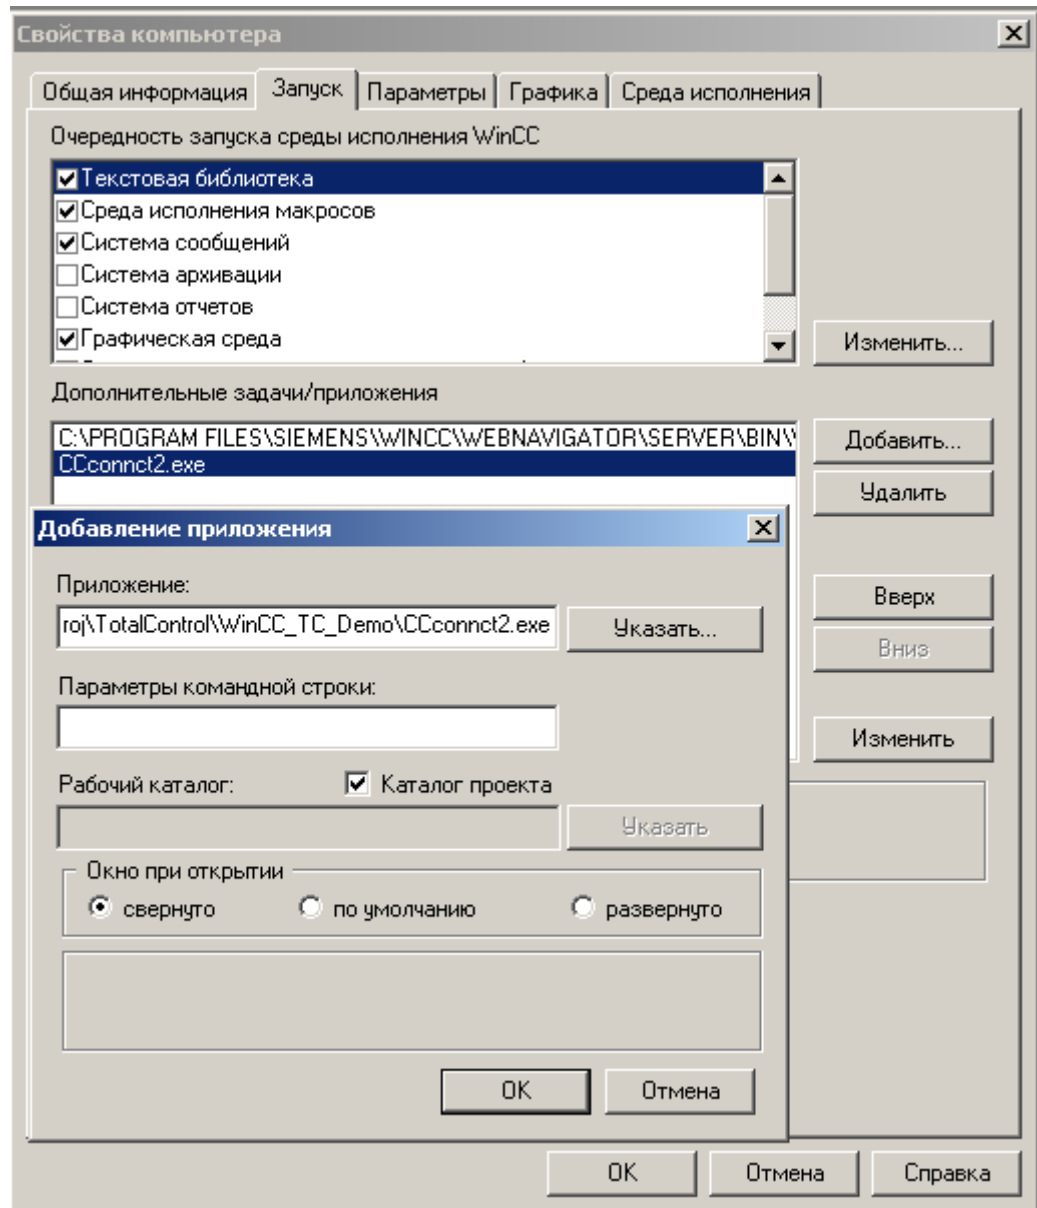 Свойства компьютера
Общая информация Запуск Параметры Графика Среда исполнения
Очередность запуска среды исполнения WinCC
Текстовая библиотека
Среда исполнения макросов
Система сообщений
Система архивации
Система отчетов
Графическая среда
Изменить...
Дополнительные задачи/приложения
C:\PROGRAM FILES\SIEMENS\WINCC\WEBNAVIGATOR\SERVER\BIN\
CCconnct2.exe
Добавить...
Удалить
Вверх
Вниз
Изменить
Добавление приложения
Приложение:
roj\TotalControl\WinCC_TC_Demo\CCconnct2.exe
Указать...
Параметры командной строки:
Рабочий каталог: Каталог проекта
Указать
Окно при открытии
свернуто по умолчанию развернуто
OK Отмена
OK Отмена Справка